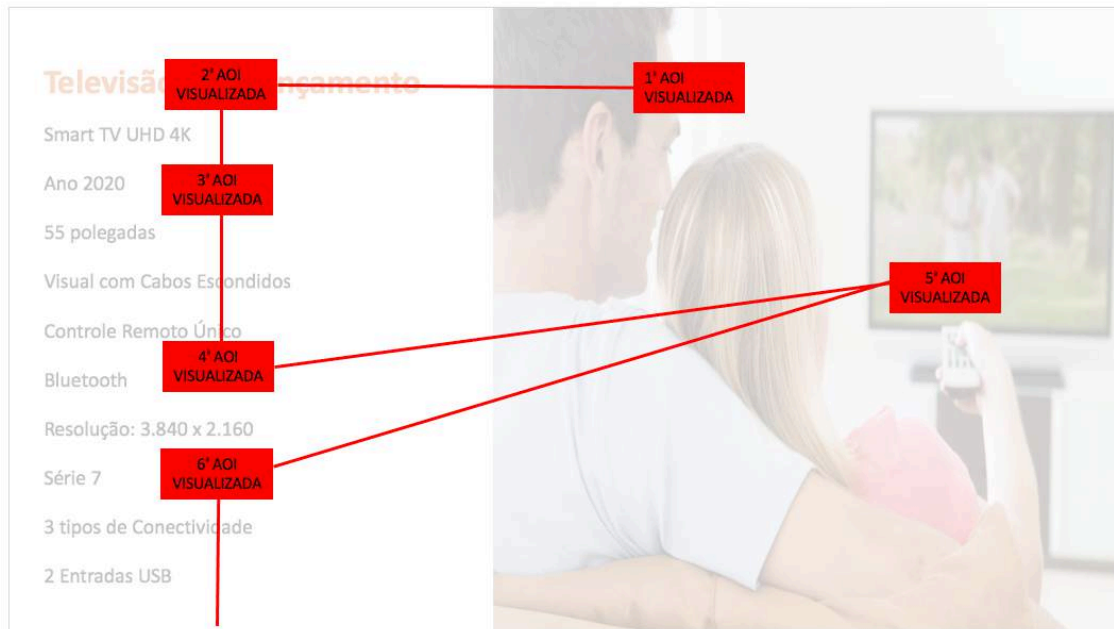 Televisão nçamento
2ª AOI
VISUALIZADA
1ª AOI
VISUALIZADA
Smart TV UHD 4K
Ano 2020
3ª AOI
VISUALIZADA
55 polegadas
Visual com Cabos Escondidos
5ª AOI
VISUALIZADA
Controle Remoto Único
4ª AOI
VISUALIZADA
Bluetooth
Resolução: 3.840 x 2.160
6ª AOI
VISUALIZADA
Série 7
3 tipos de Conectividade
2 Entradas USB